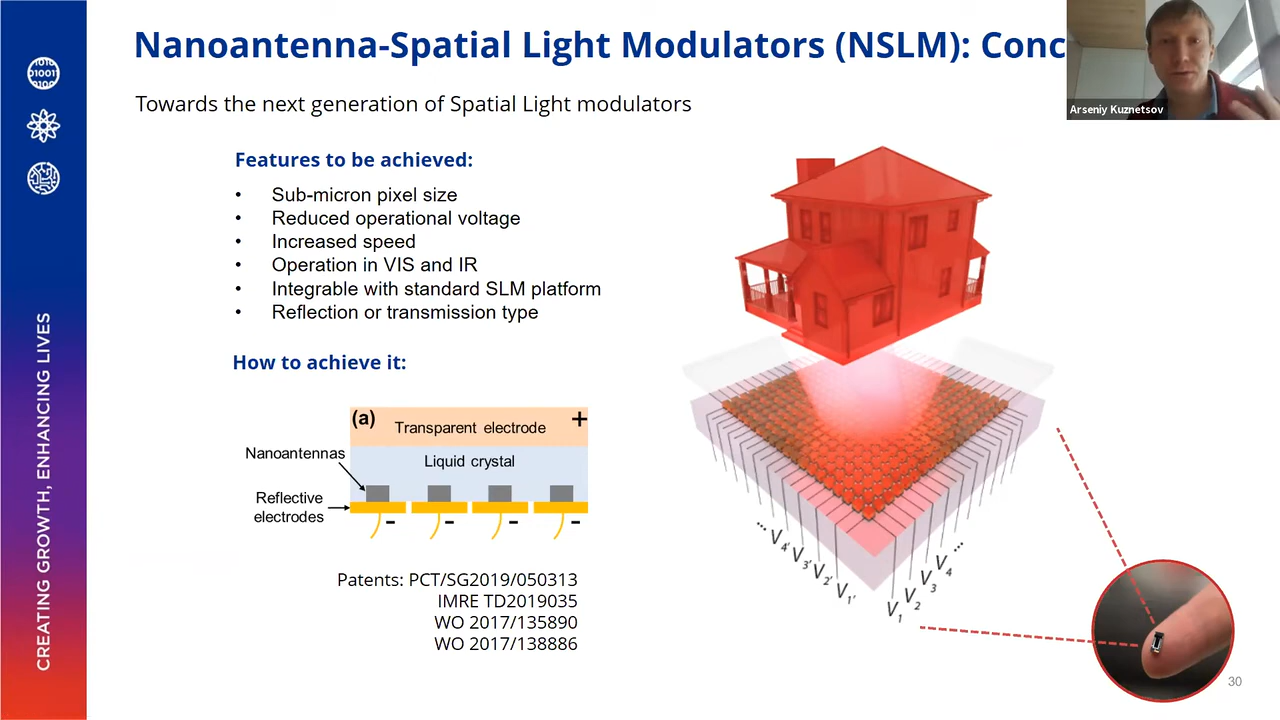 Nanoantenna-Spatial Light Modulators (NSLM): Conc
Arseniy Kuznetsov
Towards the next generation of Spatial Light modulators
Features to be achieved:
• Sub-micron pixel size
• Reduced operational voltage
• Increased speed
• Operation in VIS and IR
• Integrable with standard SLM platform
• Reflection or transmission type
How to achieve it:
(a)
Transparent electrode
+
Nanoantennas
Liquid crystal
Reflective
electrodes
- - - -
Patents: PCT/SG2019/050313
IMRE TD2019035
WO 2017/135890
WO 2017/138886
... V4' V3' V2' V1'
V1 V2 V3 V4 ...
CREATING GROWTH, ENHANCING LIVES
30